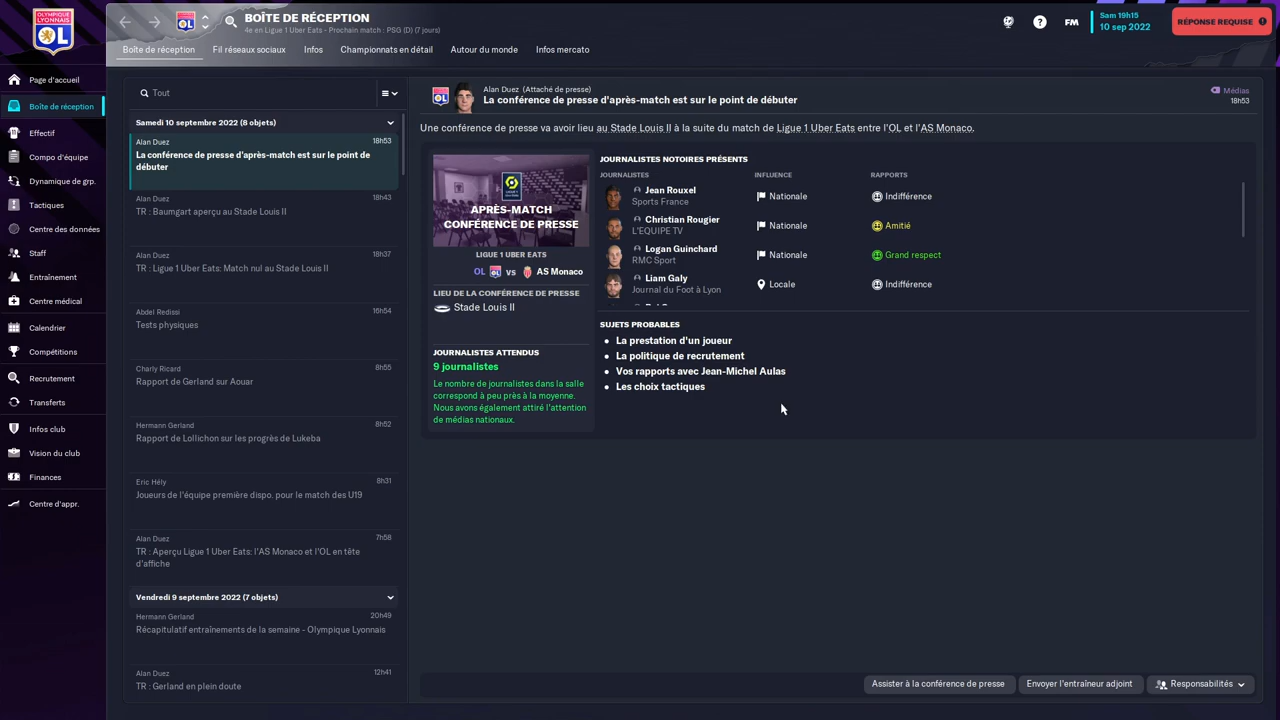 OLYMPIQUE
LYONNAIS
OL
BOÎTE DE RÉCEPTION
4e en Ligue 1 Uber Eats - Prochain match : PSG (D) (7 jours)
FM
Sam 19h15
10 sep 2022
RÉPONSE REQUISE
Boîte de réception
Fil réseaux sociaux
Infos
Championnats en détail
Autour du monde
Infos mercato
Page d'accueil
Boîte de réception
Effectif
Compo d'équipe
Dynamique de grp.
Tactiques
Centre des données
Staff
Entraînement
Centre médical
Calendrier
Compétitions
Recrutement
Transferts
Infos club
Vision du club
Finances
Centre d'appr.
Tout
Samedi 10 septembre 2022 (8 objets)
Alan Duez 18h53
La conférence de presse d'après-match est sur le point de
débuter
Alan Duez 18h43
TR : Baumgart aperçu au Stade Louis II
Alan Duez 18h37
TR : Ligue 1 Uber Eats: Match nul au Stade Louis II
Abdel Redissi 16h54
Tests physiques
Charly Ricard 8h55
Rapport de Gerland sur Aouar
Hermann Gerland 8h52
Rapport de Lollichon sur les progrès de Lukeba
Eric Hély 8h31
Joueurs de l'équipe première dispo. pour le match des U19
Alan Duez 7h58
TR : Aperçu Ligue 1 Uber Eats: l'AS Monaco et l'OL en tête
d'affiche
Vendredi 9 septembre 2022 (7 objets)
Hermann Gerland 20h49
Récapitulatif entraînements de la semaine - Olympique Lyonnais
Alan Duez 12h41
TR : Gerland en plein doute
Alan Duez (Attaché de presse)
La conférence de presse d'après-match est sur le point de débuter
Médias
18h53
Une conférence de presse va avoir lieu au Stade Louis II à la suite du match de Ligue 1 Uber Eats entre l'OL et l'AS Monaco.
APRÈS-MATCH
CONFÉRENCE DE PRESSE
LIGUE 1 UBER EATS
OL vs AS Monaco
LIEU DE LA CONFÉRENCE DE PRESSE
Stade Louis II
JOURNALISTES ATTENDUS
9 journalistes
Le nombre de journalistes dans la salle
correspond à peu près à la moyenne.
Nous avons également attiré l'attention
de médias nationaux.
JOURNALISTES NOTOIRES PRÉSENTS
JOURNALISTES INFLUENCE RAPPORTS
Jean Rouxel
Sports France
Nationale
Indifférence
Christian Rougier
L'EQUIPE TV
Nationale
Amitié
Logan Guinchard
RMC Sport
Nationale
Grand respect
Liam Galy
Journal du Foot à Lyon
Locale
Indifférence
SUJETS PROBABLES
La prestation d'un joueur
La politique de recrutement
Vos rapports avec Jean-Michel Aulas
Les choix tactiques
Assister à la conférence de presse
Envoyer l'entraîneur adjoint
Responsabilités